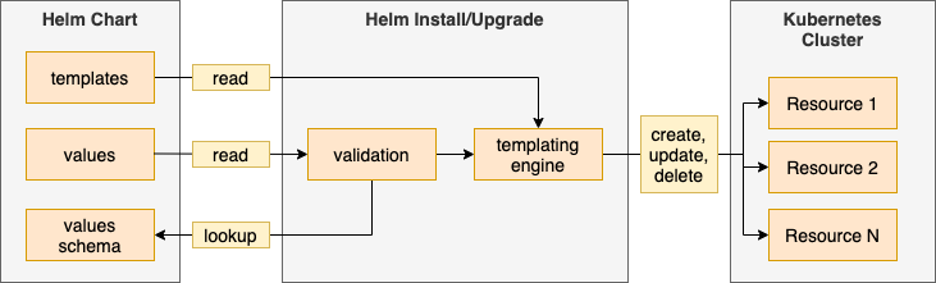 Helm Chart
Helm Install/Upgrade
Kubernetes
Cluster
templates
read
values
read
validation
templating
engine
create,
update,
delete
Resource 1
Resource 2
Resource N
values
schema
lookup